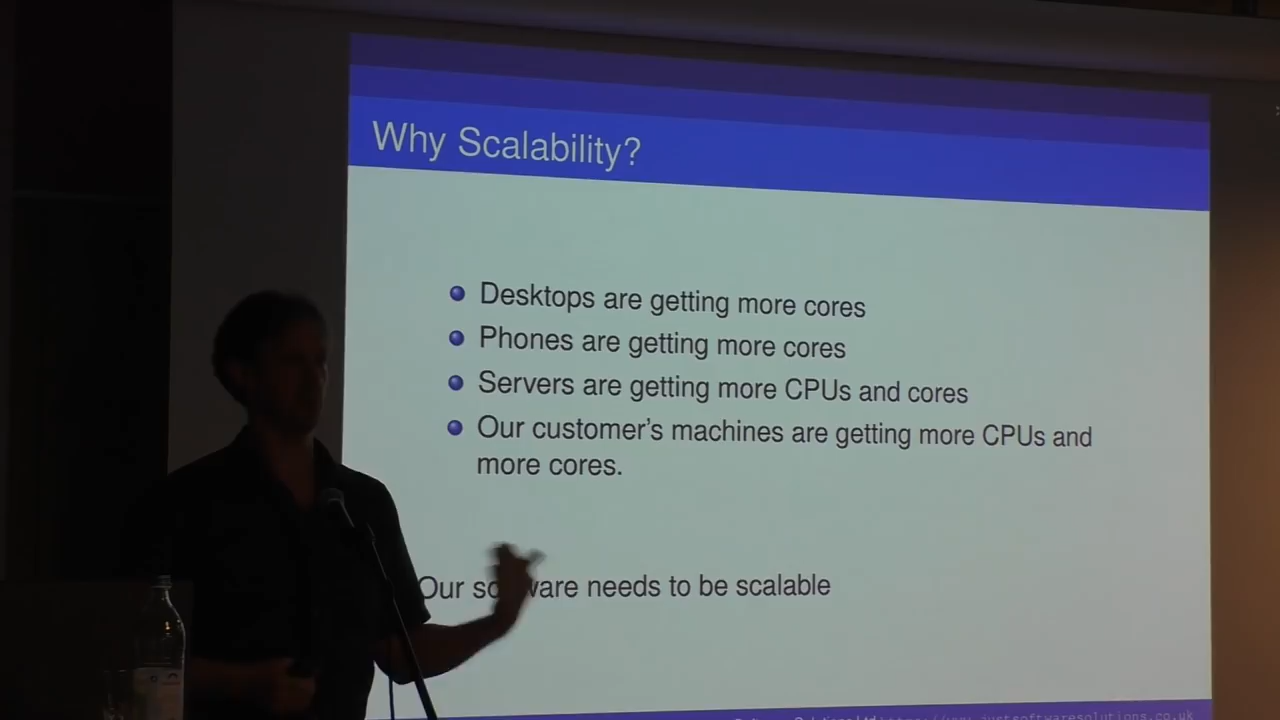 Why Scalability?
Desktops are getting more cores
Phones are getting more cores
Servers are getting more CPUs and cores
Our customer's machines are getting more CPUs and
more cores.
Our software needs to be scalable